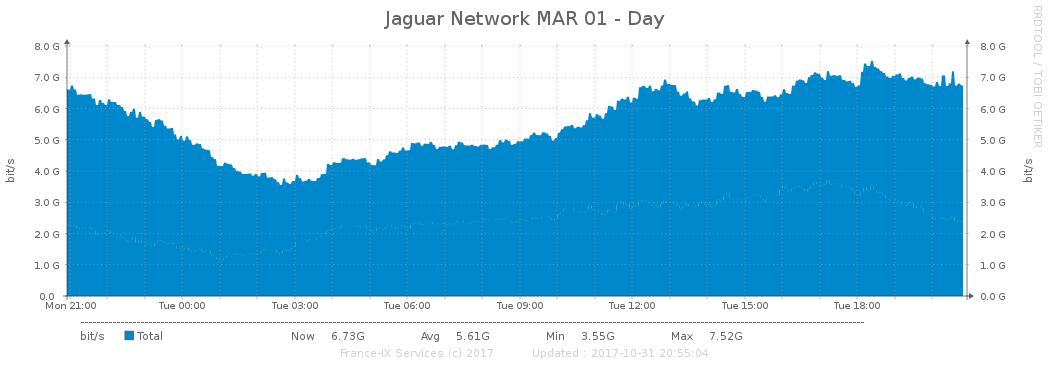 Jaguar Network MAR 01 - Day
RRDTOOL / TOBI OETIKER
bit/s
bit/s
8.0 G 8.0 G
7.0 G 7.0 G
6.0 G 6.0 G
5.0 G 5.0 G
4.0 G 4.0 G
3.0 G 3.0 G
2.0 G 2.0 G
1.0 G 1.0 G
0.0 0.0 G
Mon 21:00 Tue 00:00 Tue 03:00 Tue 06:00 Tue 09:00 Tue 12:00 Tue 15:00 Tue 18:00
bit/s Total Now 6.73G Avg 5.61G Min 3.55G Max 7.52G
France-IX Services (c) 2017 Updated : 2017-10-31 20:55:04